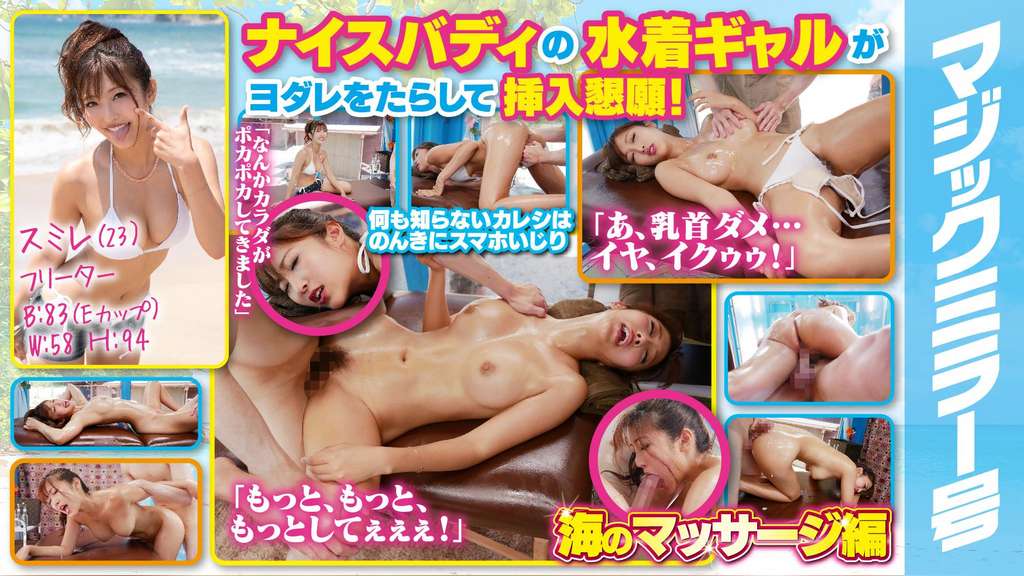 ナイスバディの水着ギャルが
ヨダレをたらして挿入懇願!
マジックミラー号
スミレ(23)
フリーター
B:83(Eカップ)
W:58 H:94
「なんかカラダが
ポカポカしてきました」
何も知らないカレシは
のんきにスマホいじり
「あ、乳首ダメ…
イヤ、イクゥゥ!」
「もっと、もっと、
もっとしてぇぇぇ!」
海のマッサージ編